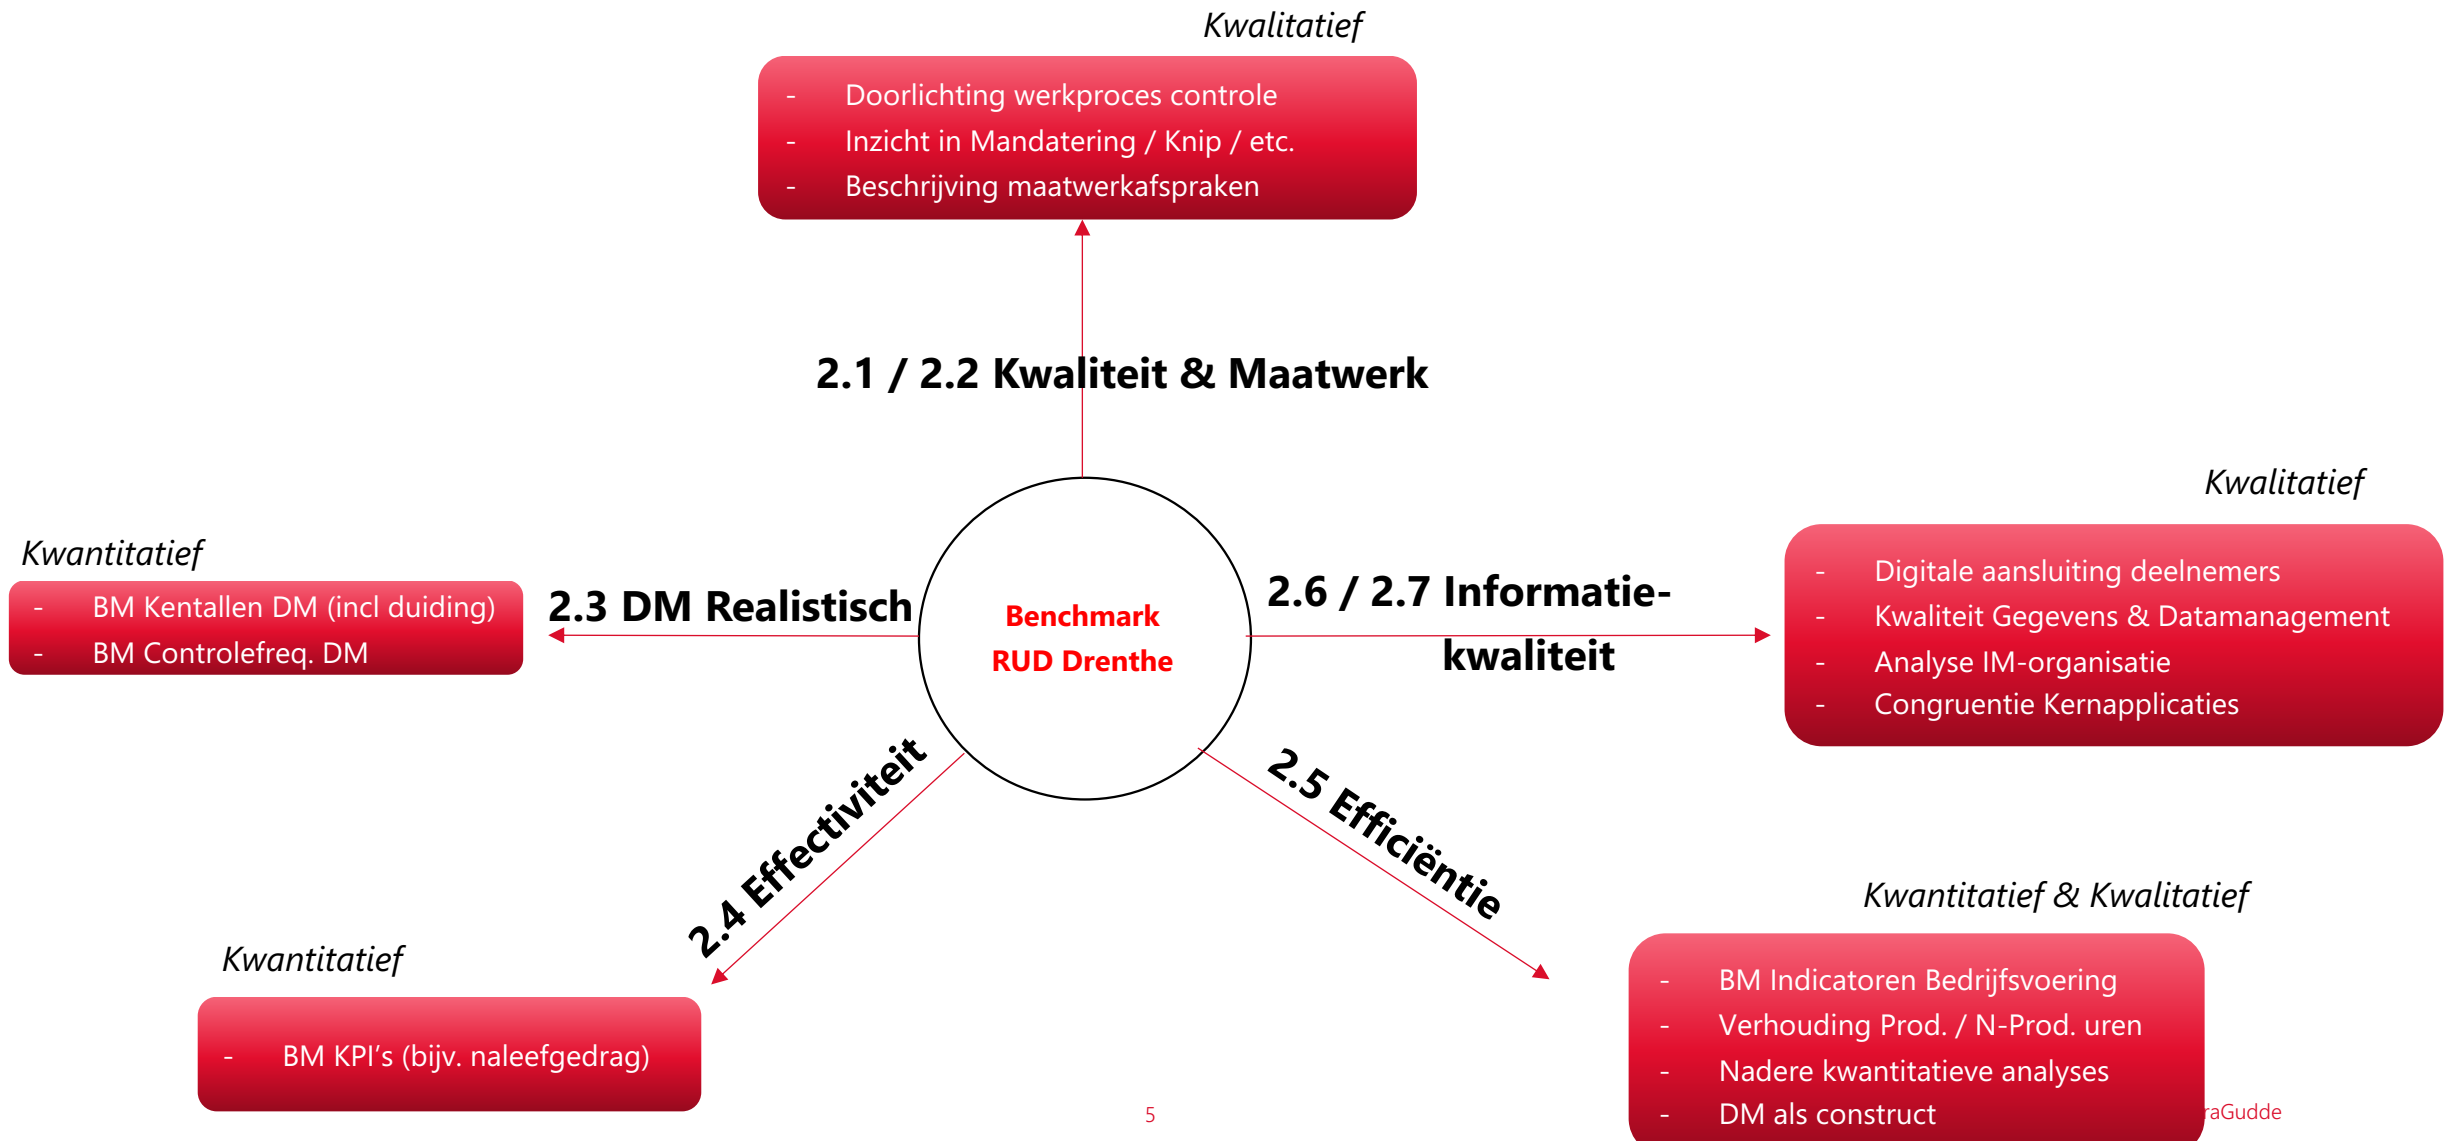 Kwalitatief
- Doorlichting werkproces controle
- Inzicht in Mandatering / Knip / etc.
- Beschrijving maatwerkafspraken
2.1 / 2.2 Kwaliteit & Maatwerk
Kwalitatief
- Digitale aansluiting deelnemers
- Kwaliteit Gegevens & Datamanagement
- Analyse IM-organisatie
- Congruentie Kernapplicaties
Kwantitatief
- BM Kentallen DM (incl duiding)
- BM Controlefreq. DM
2.3 DM Realistisch
Benchmark
RUD Drenthe
2.6 / 2.7 Informatie-
kwaliteit
2.4 Effectiviteit
2.5 Efficiëntie
Kwantitatief & Kwalitatief
- BM Indicatoren Bedrijfsvoering
- Verhouding Prod. / N-Prod. uren
- Nadere kwantitatieve analyses
- DM als construct
Kwantitatief
- BM KPI’s (bijv. naleefgedrag)
5
raGudde